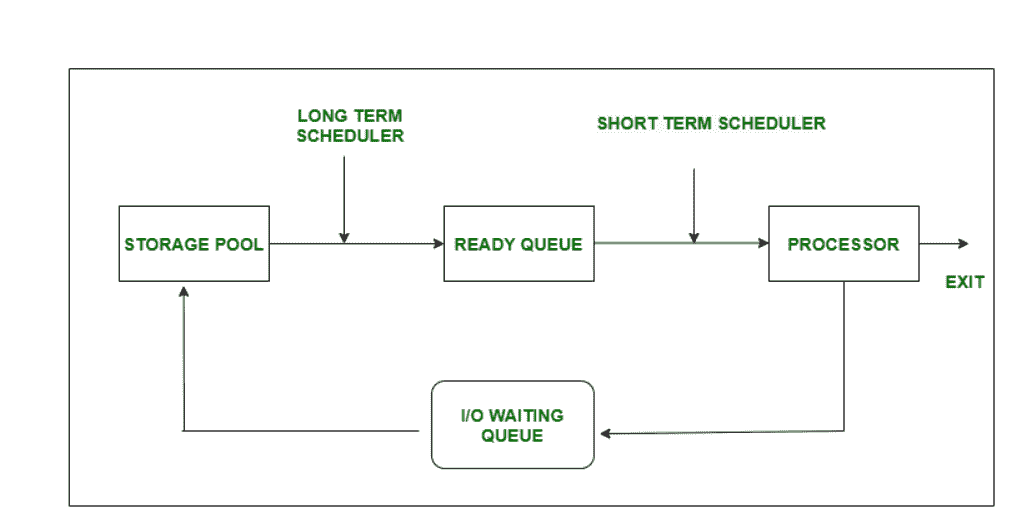 LONG TERM
SCHEDULER
SHORT TERM SCHEDULER
STORAGE POOL
READY QUEUE
PROCESSOR
EXIT
I/O WAITING
QUEUE